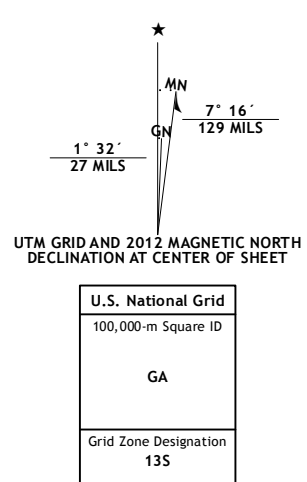 ★
MN
GN
7° 16´
129 MILS
1° 32´
27 MILS
UTM GRID AND 2012 MAGNETIC NORTH
DECLINATION AT CENTER OF SHEET
U.S. National Grid
100,000-m Square ID
GA
Grid Zone Designation
13S